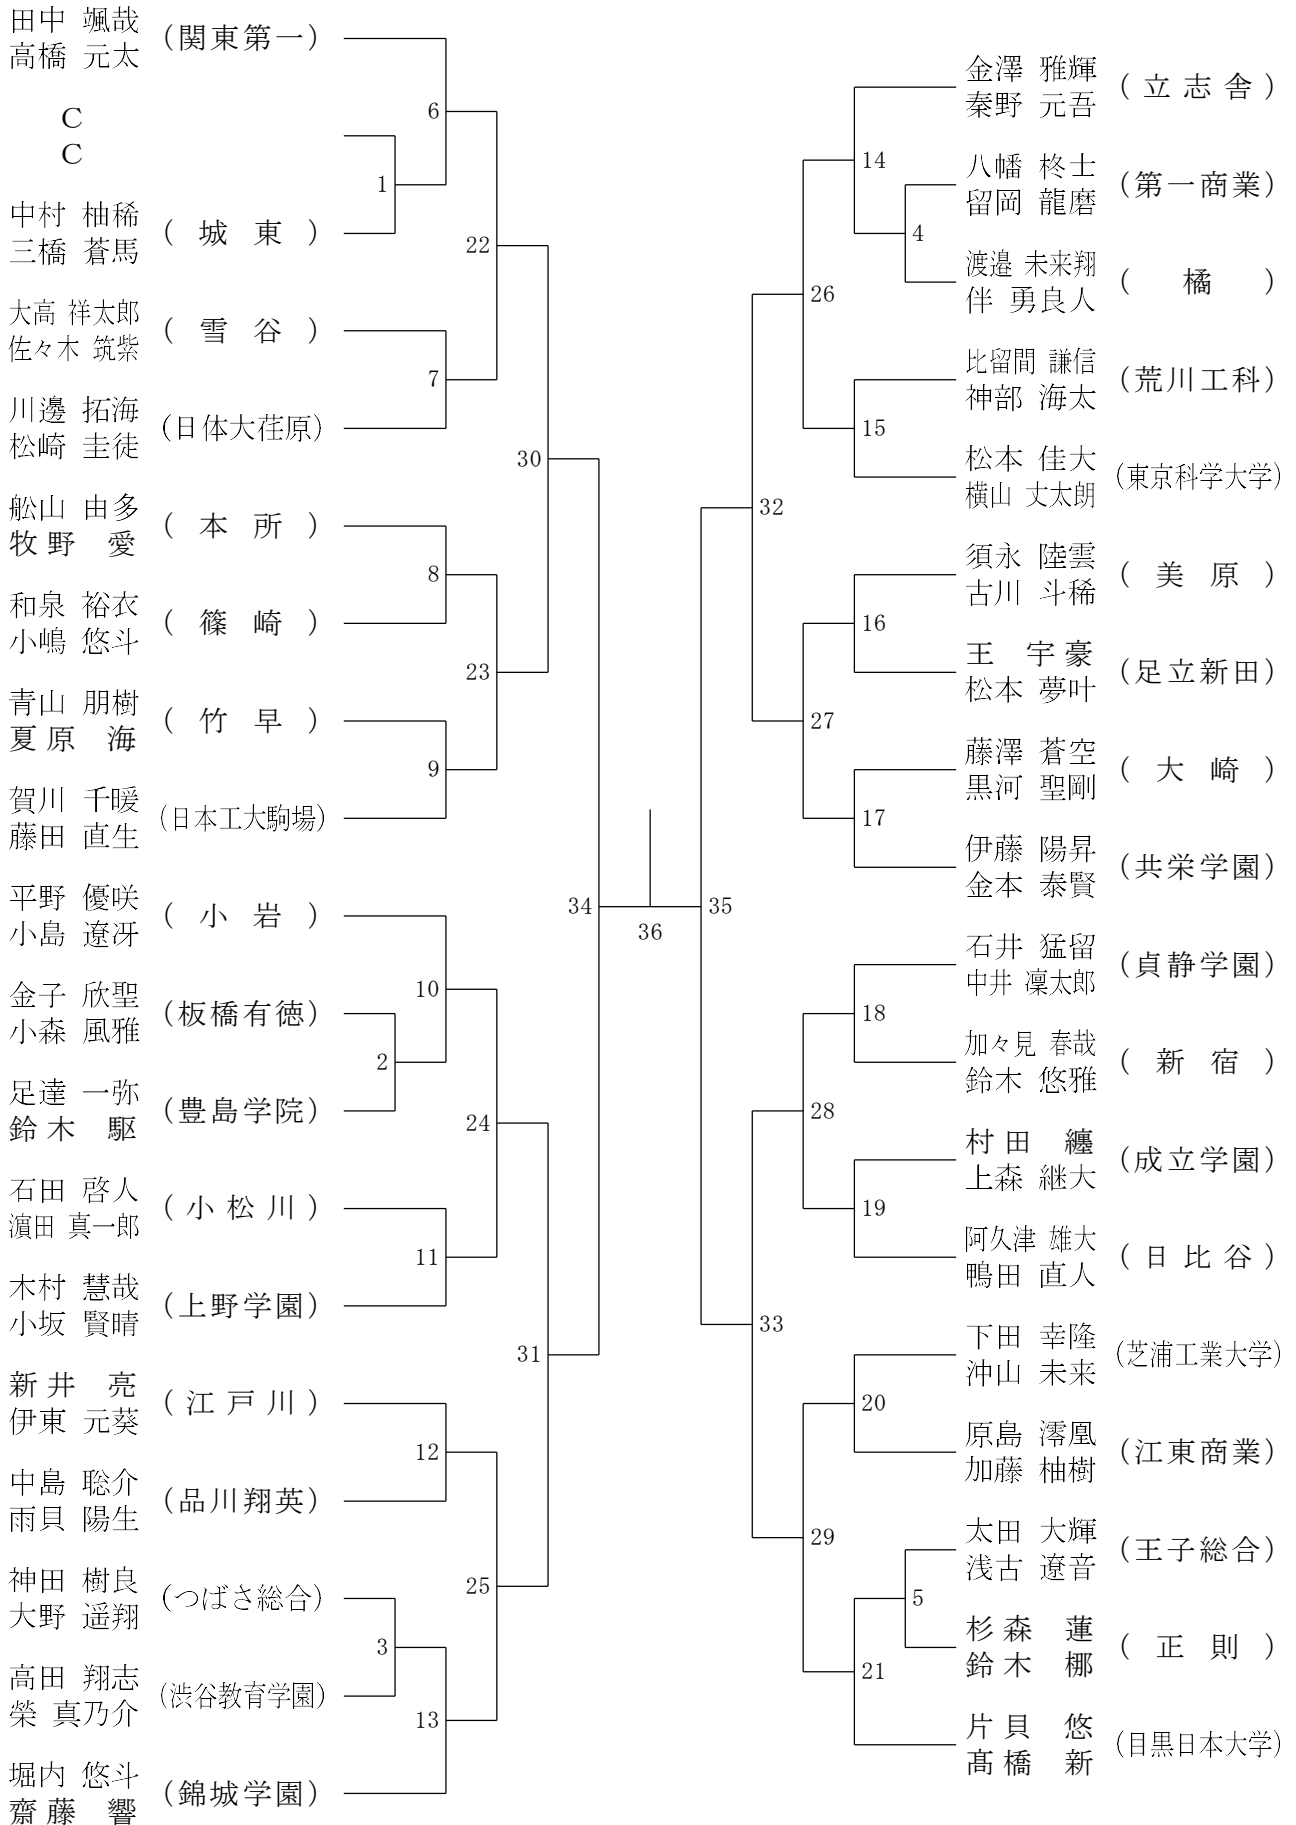 田中 颯哉
高橋 元太
(関東第一)
C
C
中村 柚稀
三橋 蒼馬
(城東)
大高 祥太郎
佐々木 筑紫
(雪谷)
川邊 拓海
松崎 圭徒
(日体大荏原)
舩山 由多
牧野 愛
(本所)
和泉 裕衣
小嶋 悠斗
(篠崎)
青山 朋樹
夏原 海
(竹早)
賀川 千暖
藤田 直生
(日本工大駒場)
平野 優咲
小島 遼冴
(小岩)
金子 欣聖
小森 風雅
(板橋有徳)
足達 一弥
鈴木 駆
(豊島学院)
石田 啓人
濵田 真一郎
(小松川)
木村 慧哉
小坂 賢晴
(上野学園)
新井 亮
伊東 元葵
(江戸川)
中島 聡介
雨貝 陽生
(品川翔英)
神田 樹良
大野 遥翔
(つばさ総合)
高田 翔志
榮 真乃介
(渋谷教育学園)
堀内 悠斗
齋藤 響
(錦城学園)
1
2
3
6
7
8
9
10
11
12
13
22
23
24
25
30
31
34
36
35
32
33
26
27
28
29
14
15
16
17
18
19
20
21
4
5
金澤 雅輝
秦野 元吾
(立志舎)
八幡 柊士
留岡 龍磨
(第一商業)
渡邉 未来翔
伴 勇良人
(橘)
比留間 謙信
神部 海太
(荒川工科)
松本 佳大
横山 丈太朗
(東京科学大学)
須永 陸雲
古川 斗稀
(美原)
王 宇豪
松本 夢叶
(足立新田)
藤澤 蒼空
黒河 聖剛
(大崎)
伊藤 陽昇
金本 泰賢
(共栄学園)
石井 猛留
中井 凜太郎
(貞静学園)
加々見 春哉
鈴木 悠雅
(新宿)
村田 纏
上森 継大
(成立学園)
阿久津 雄大
鴨田 直人
(日比谷)
下田 幸隆
沖山 未来
(芝浦工業大学)
原島 澪凰
加藤 柚樹
(江東商業)
太田 大輝
浅古 遼音
(王子総合)
杉森 蓮
鈴木 梛
(正則)
片貝 悠
髙橋 新
(目黒日本大学)